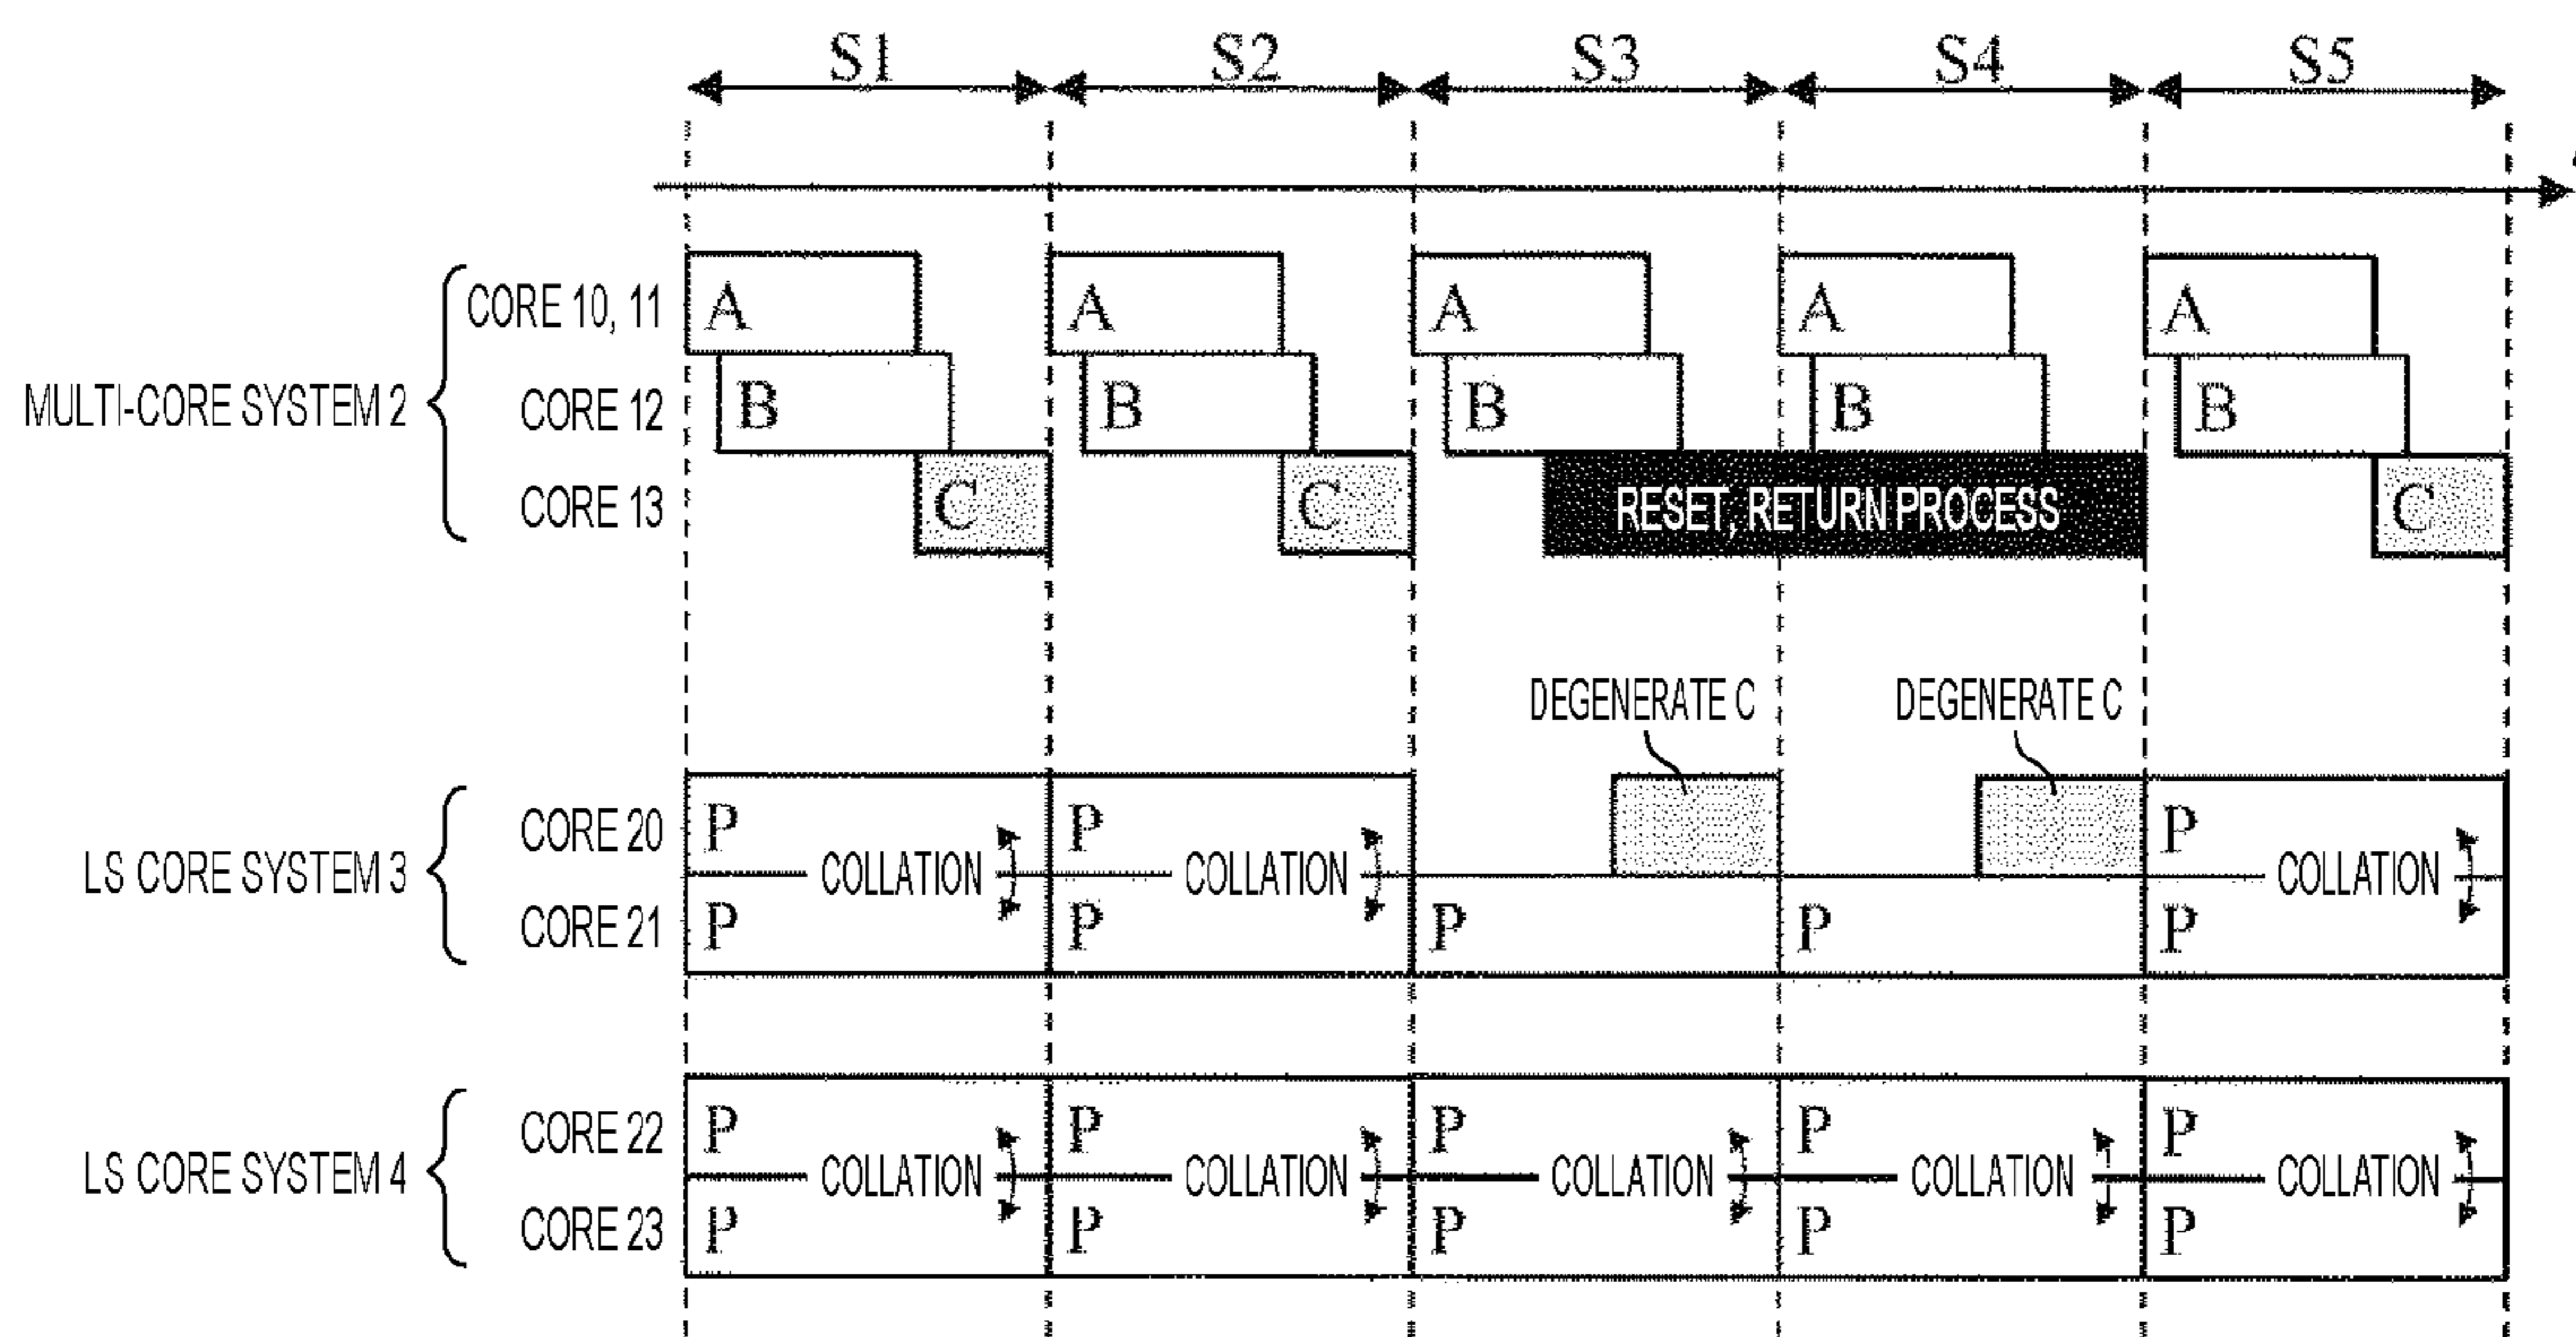 S1 S2 S3 S4 S5
CORE 10, 11 A A A A A
MULTI-CORE SYSTEM 2 CORE 12 B B B B B
CORE 13 C C RESET, RETURN PROCESS C
DEGENERATE C DEGENERATE C
CORE 20 P P P
LS CORE SYSTEM 3 COLLATION COLLATION COLLATION
CORE 21 P P P P P
CORE 22 P P P P P
LS CORE SYSTEM 4 COLLATION COLLATION COLLATION COLLATION COLLATION
CORE 23 P P P P P